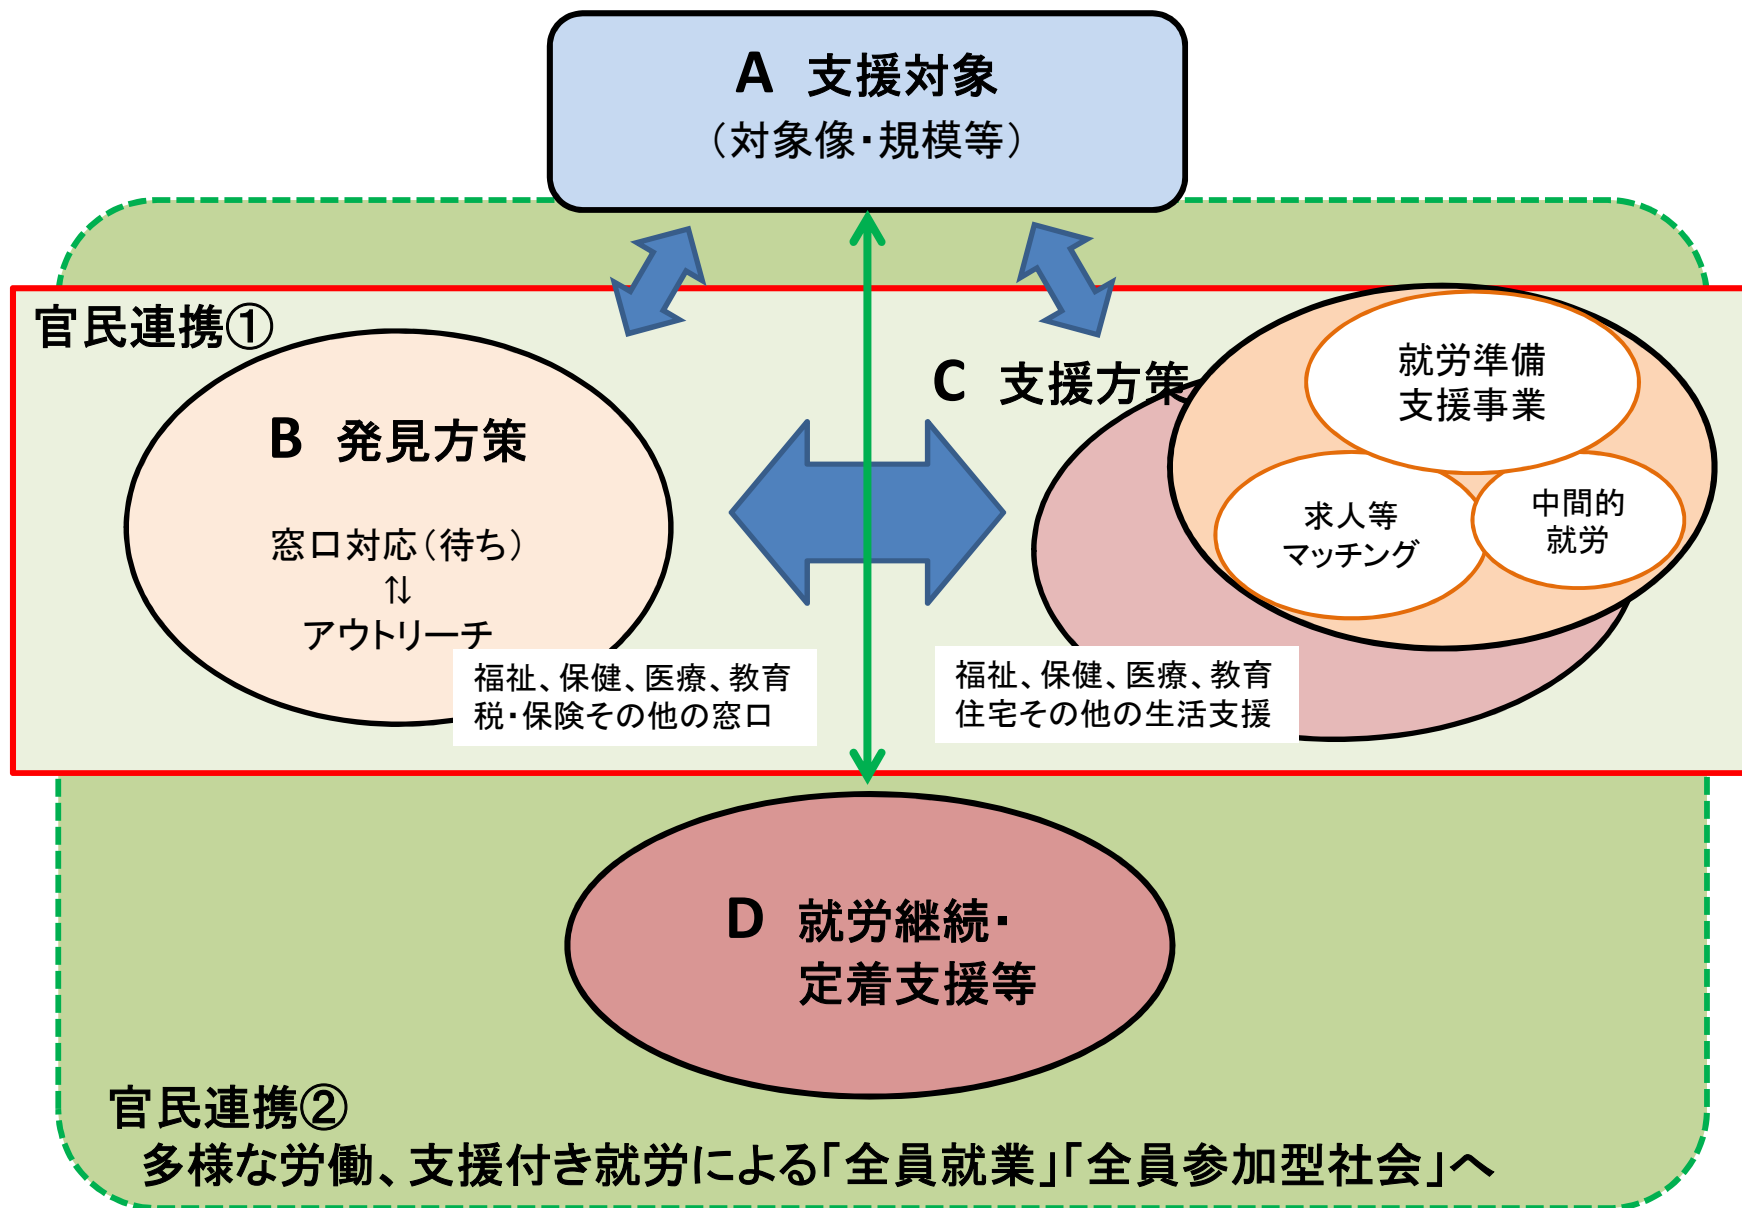 A 支援対象
（対象像・規模等）
官民連携①
B 発見方策
窓口対応（待ち）
⇅
アウトリーチ
福祉、保健、医療、教育
税・保険その他の窓口
C 支援方策
就労準備
支援事業
求人等
マッチング
中間的
就労
福祉、保健、医療、教育
住宅その他の生活支援
D 就労継続・
定着支援等
官民連携②
多様な労働、支援付き就労による「全員就業」「全員参加型社会」へ